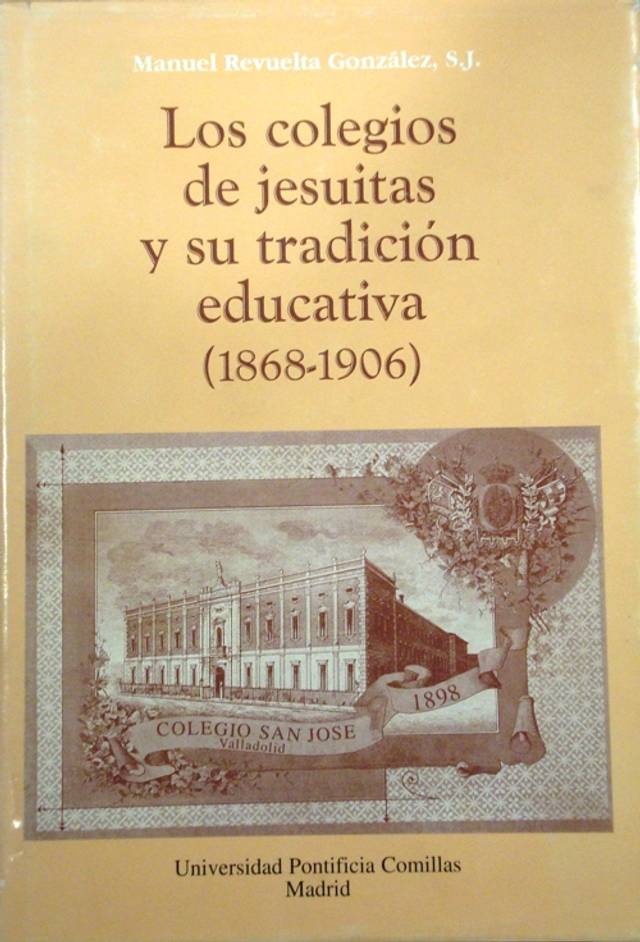 Manuel Revuelta González, S.J.
Los colegios
de jesuitas
y su tradición
educativa
(1868-1906)
1898
COLEGIO SAN JOSE
Valladolid
Universidad Pontificia Comillas
Madrid